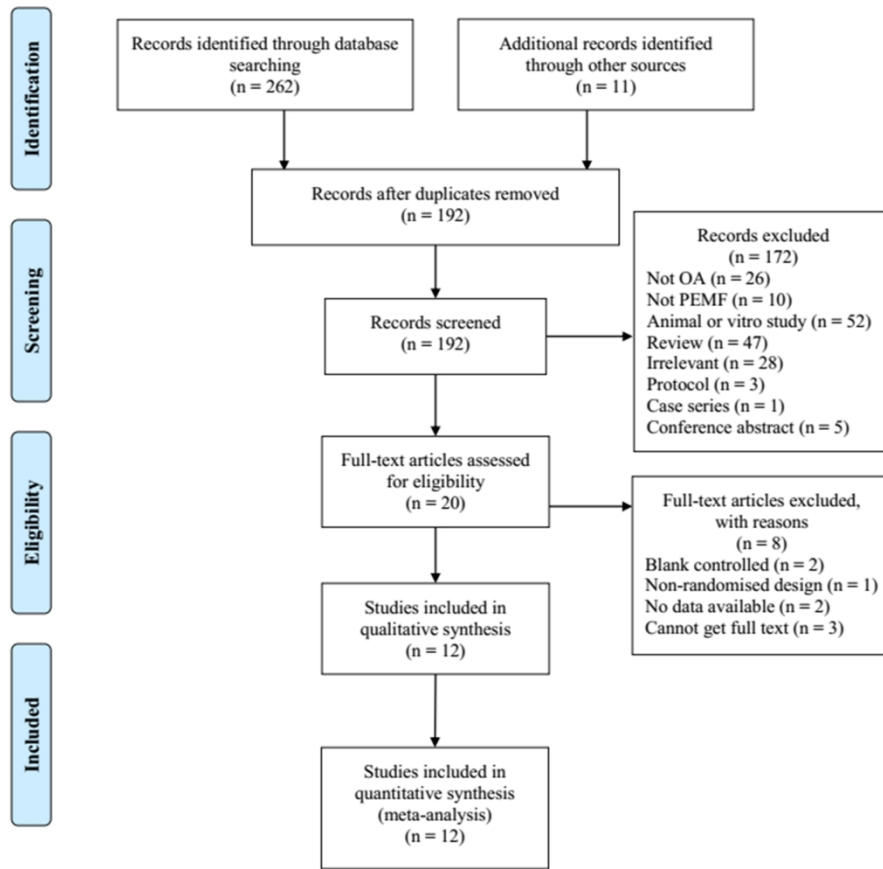 Identification
Records identified through database
searching
(n = 262)
Additional records identified
through other sources
(n = 11)
Records after duplicates removed
(n = 192)
Screening
Records screened
(n = 192)
Records excluded
(n = 172)
Not OA (n = 26)
Not PEMF (n = 10)
Animal or vitro study (n = 52)
Review (n = 47)
Irrelevant (n = 28)
Protocol (n = 3)
Case series (n = 1)
Conference abstract (n = 5)
Eligibility
Full-text articles assessed
for eligibility
(n = 20)
Full-text articles excluded,
with reasons
(n = 8)
Blank controlled (n = 2)
Non-randomised design (n = 1)
No data available (n = 2)
Cannot get full text (n = 3)
Studies included in
qualitative synthesis
(n = 12)
Included
Studies included in
quantitative synthesis
(meta-analysis)
(n = 12)